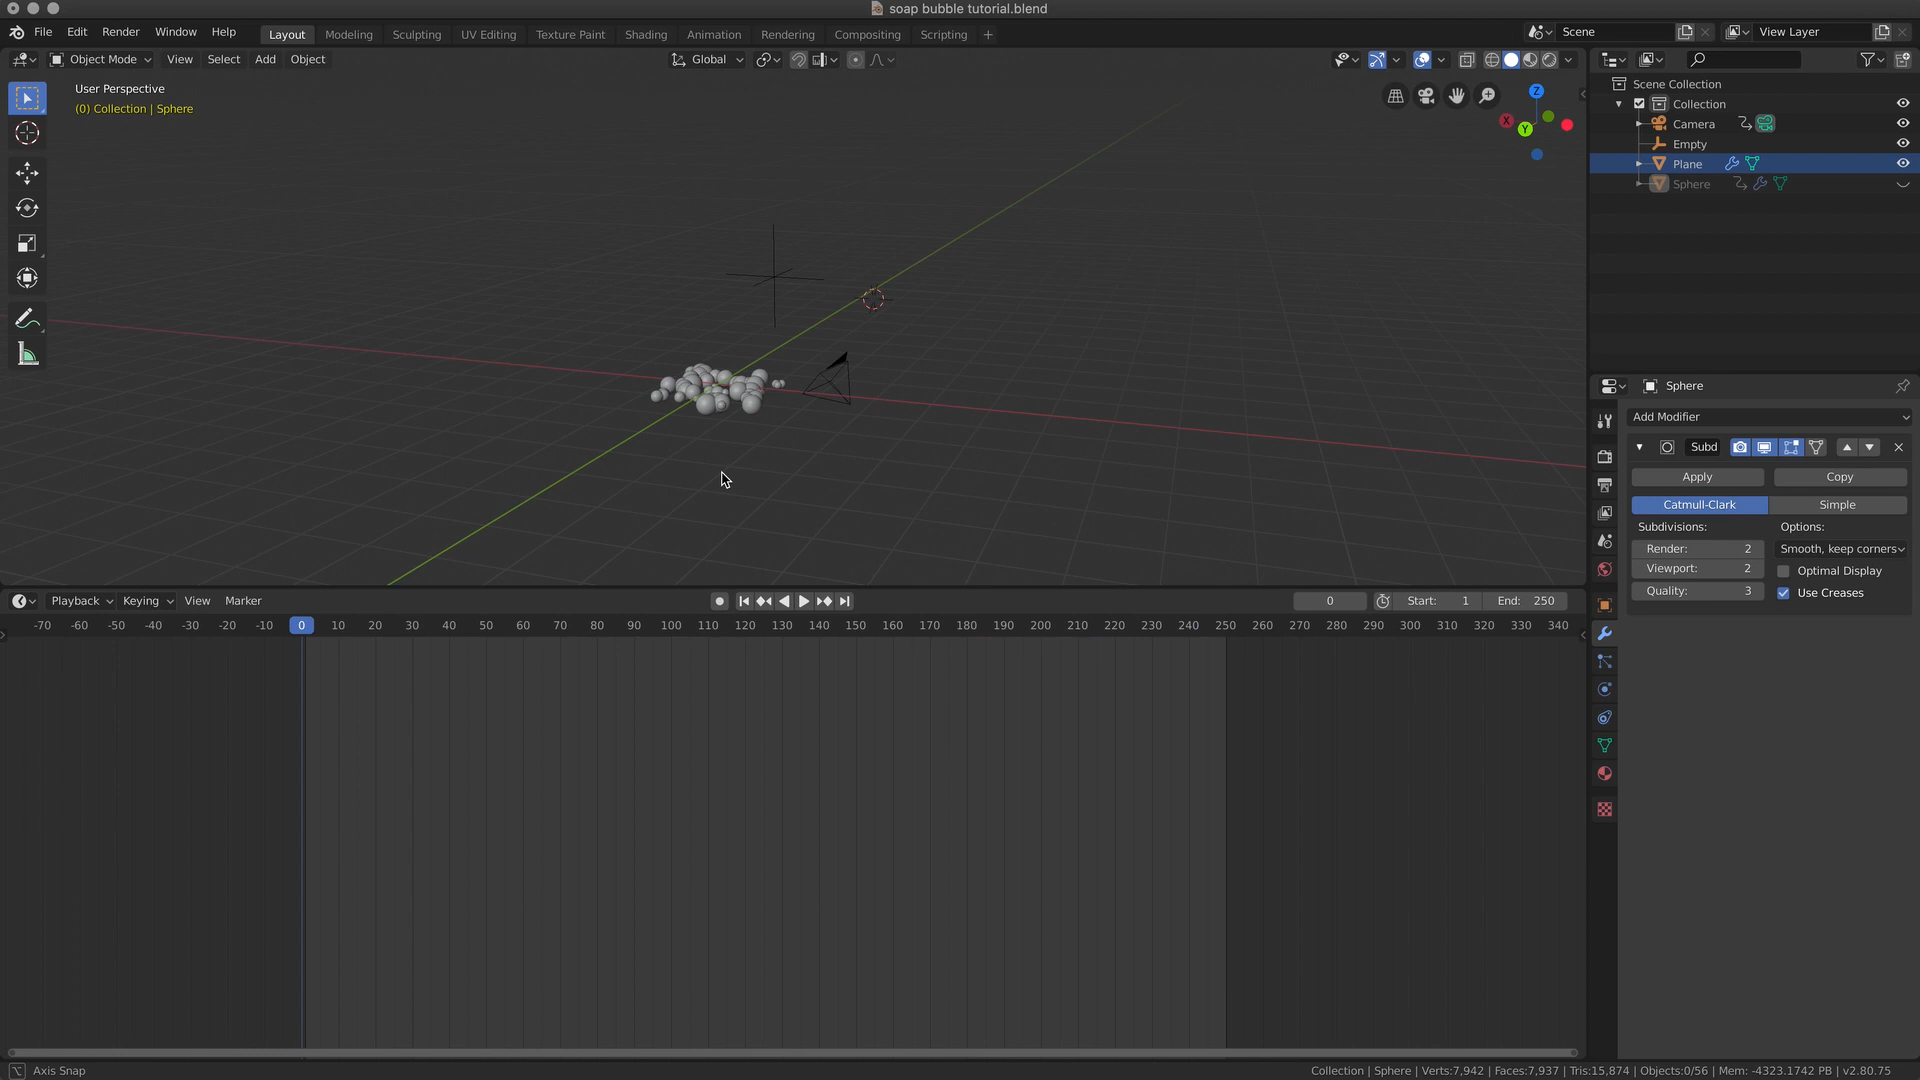 soap bubble tutorial.blend
File Edit Render Window Help Layout Modeling Sculpting UV Editing Texture Paint Shading Animation Rendering Compositing Scripting Scene View Layer
Object Mode View Select Add Object Global
User Perspective
(0) Collection | Sphere
Z
X
Y
Scene Collection
Collection
Camera
Empty
Plane
Sphere
Sphere
Add Modifier
Subd
Apply Copy
Catmull-Clark Simple
Subdivisions: Options:
Render: 2 Smooth, keep corners
Viewport: 2 Optimal Display
Quality: 3 Use Creases
Playback Keying View Marker 0 Start: 1 End: 250
-70 -60 -50 -40 -30 -20 -10 0 10 20 30 40 50 60 70 80 90 100 110 120 130 140 150 160 170 180 190 200 210 220 230 240 250 260 270 280 290 300 310 320 330 340
Axis Snap
Collection | Sphere | Verts:7,942 | Faces:7,937 | Tris:15,874 | Objects:0/56 | Mem: -4323.1742 PB | v2.80.75